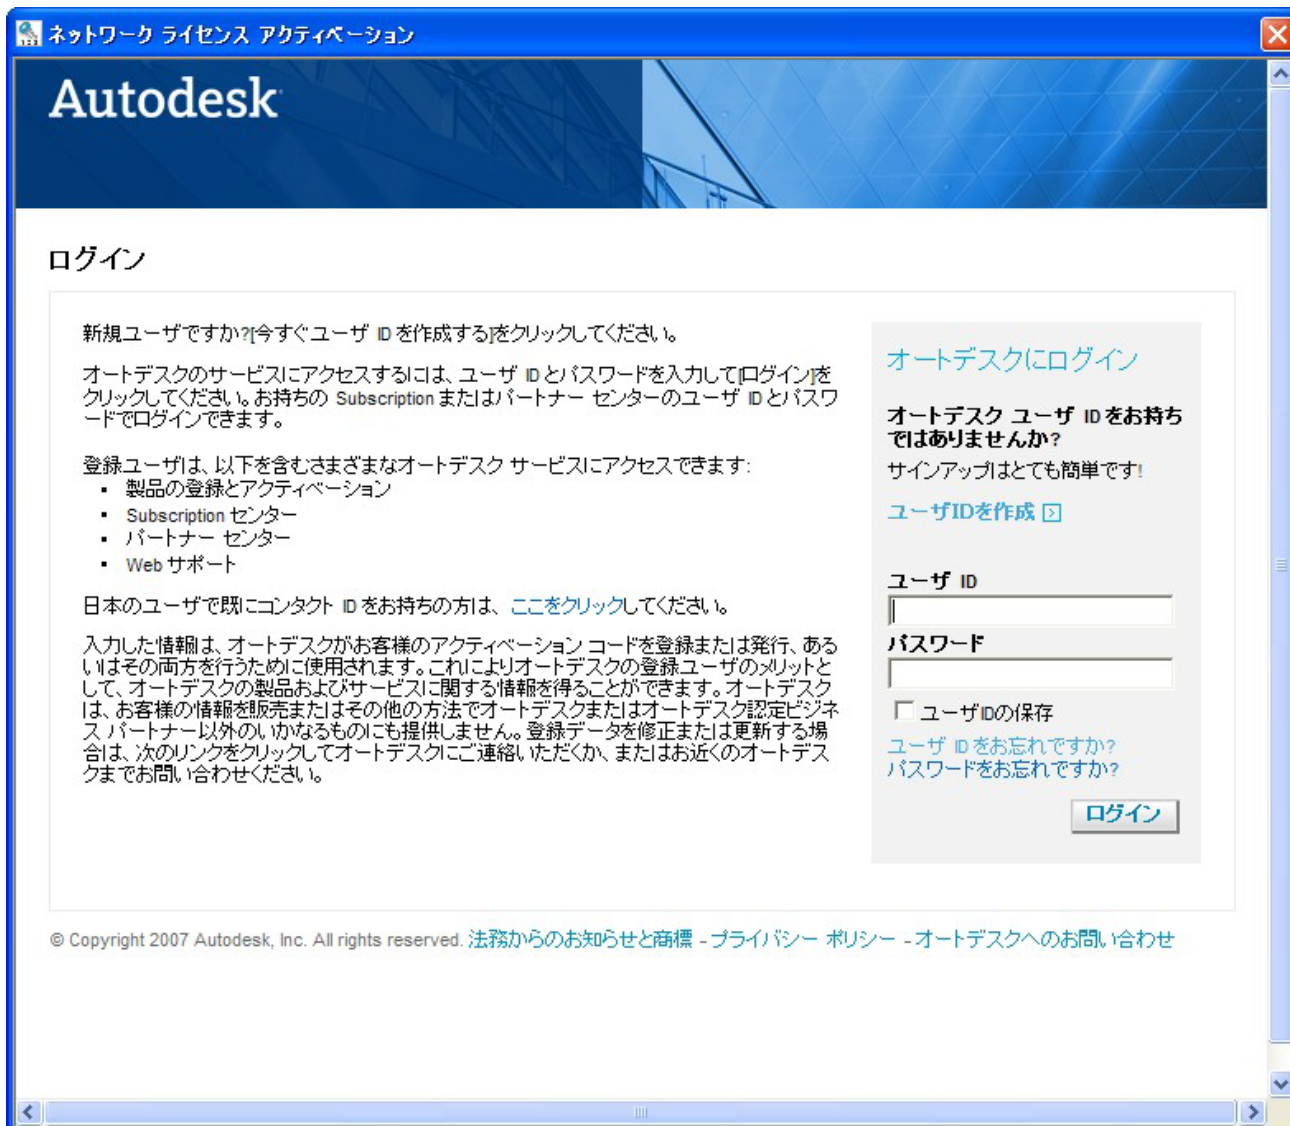 ネットワーク ライセンス アクティベーション
Autodesk
ログイン
新規ユーザですか?[今すぐユーザ ID を作成する]をクリックしてください。
オートデスクのサービスにアクセスするには、ユーザ ID とパスワードを入力して[ログイン]を
クリックしてください。お持ちの Subscription またはパートナー センターのユーザ ID とパスワ
ードでログインできます。
登録ユーザは、以下を含むさまざまなオートデスク サービスにアクセスできます:
▪ 製品の登録とアクティベーション
▪ Subscription センター
▪ パートナー センター
▪ Web サポート
日本のユーザで既にコンタクト ID をお持ちの方は、ここをクリックしてください。
入力した情報は、オートデスクがお客様のアクティベーション コードを登録または発行、ある
いはその両方を行うために使用されます。これによりオートデスクの登録ユーザのメリットと
して、オートデスクの製品およびサービスに関する情報を得ることができます。オートデスク
は、お客様の情報を販売またはその他の方法でオートデスクまたはオートデスク認定ビジネ
ス パートナー以外のいかなるものにも提供しません。登録データを修正または更新する場
合は、次のリンクをクリックしてオートデスクにご連絡いただくか、またはお近くのオートデス
クまでお問い合わせください。
オートデスクにログイン
オートデスク ユーザ ID をお持ち
ではありませんか?
サインアップはとても簡単です!
ユーザIDを作成
ユーザ ID
パスワード
ユーザIDの保存
ユーザ ID をお忘れですか?
パスワードをお忘れですか?
ログイン
© Copyright 2007 Autodesk, Inc. All rights reserved. 法務からのお知らせと商標 - プライバシー ポリシー - オートデスクへのお問い合わせ